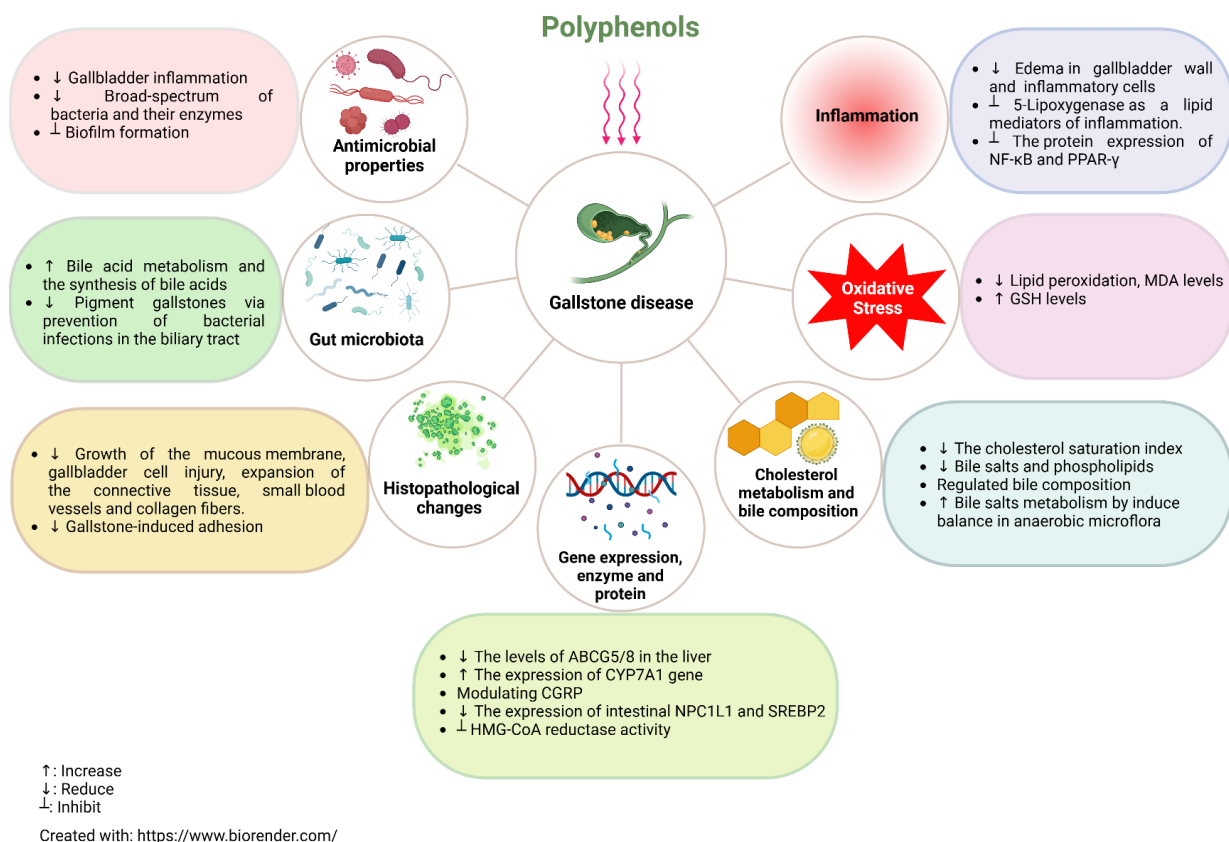 Polyphenols
• ↓ Gallbladder inflammation
• ↓ Broad-spectrum of
bacteria and their enzymes
• ┴ Biofilm formation
Antimicrobial
properties
Inflammation
• ↓ Edema in gallbladder wall
and inflammatory cells
• ┴ 5-Lipoxygenase as a lipid
mediators of inflammation.
• ┴ The protein expression of
NF-κB and PPAR-γ
• ↑ Bile acid metabolism and
the synthesis of bile acids
• ↓ Pigment gallstones via
prevention of bacterial
infections in the biliary tract
Gut microbiota
Gallstone disease
Oxidative
Stress
• ↓ Lipid peroxidation, MDA levels
• ↑ GSH levels
• ↓ Growth of the mucous membrane,
gallbladder cell injury, expansion of
the connective tissue, small blood
vessels and collagen fibers.
• ↓ Gallstone-induced adhesion
Histopathological
changes
Gene expression,
enzyme and
protein
Cholesterol
metabolism and
bile composition
• ↓ The cholesterol saturation index
• ↓ Bile salts and phospholipids
• Regulated bile composition
• ↑ Bile salts metabolism by induce
balance in anaerobic microflora
• ↓ The levels of ABCG5/8 in the liver
• ↑ The expression of CYP7A1 gene
• Modulating CGRP
• ↓ The expression of intestinal NPC1L1 and SREBP2
• ┴ HMG-CoA reductase activity
↑: Increase
↓: Reduce
┴: Inhibit
Created with: https://www.biorender.com/